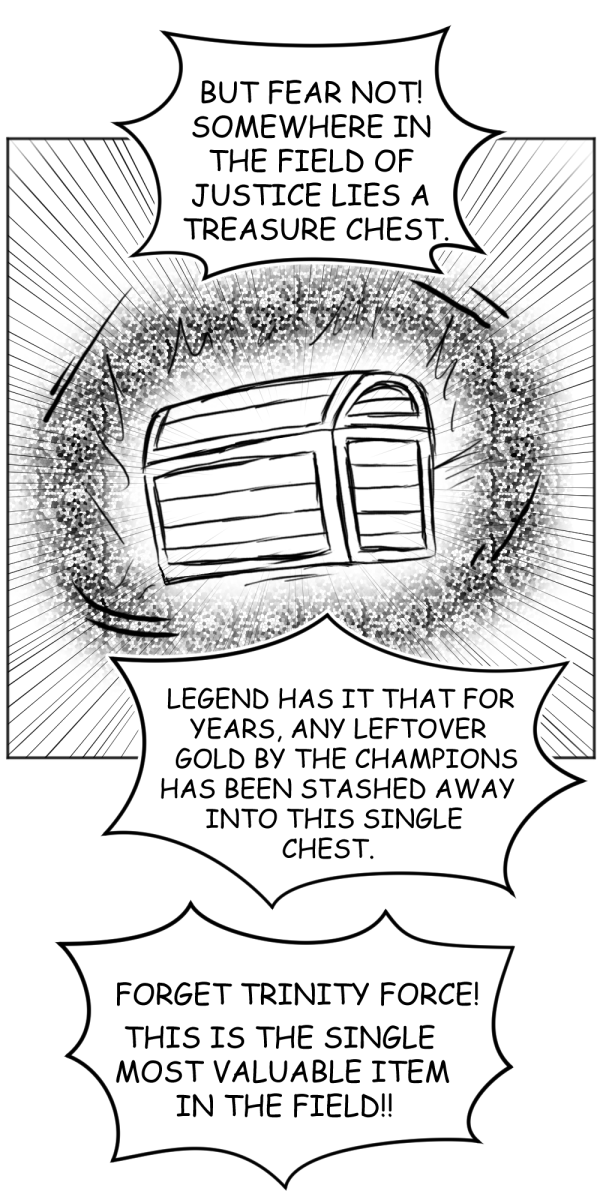 BUT FEAR NOT!
SOMEWHERE IN
THE FIELD OF
JUSTICE LIES A
TREASURE CHEST.
LEGEND HAS IT THAT FOR
YEARS, ANY LEFTOVER
GOLD BY THE CHAMPIONS
HAS BEEN STASHED AWAY
INTO THIS SINGLE
CHEST.
FORGET TRINITY FORCE!
THIS IS THE SINGLE
MOST VALUABLE ITEM
IN THE FIELD!!